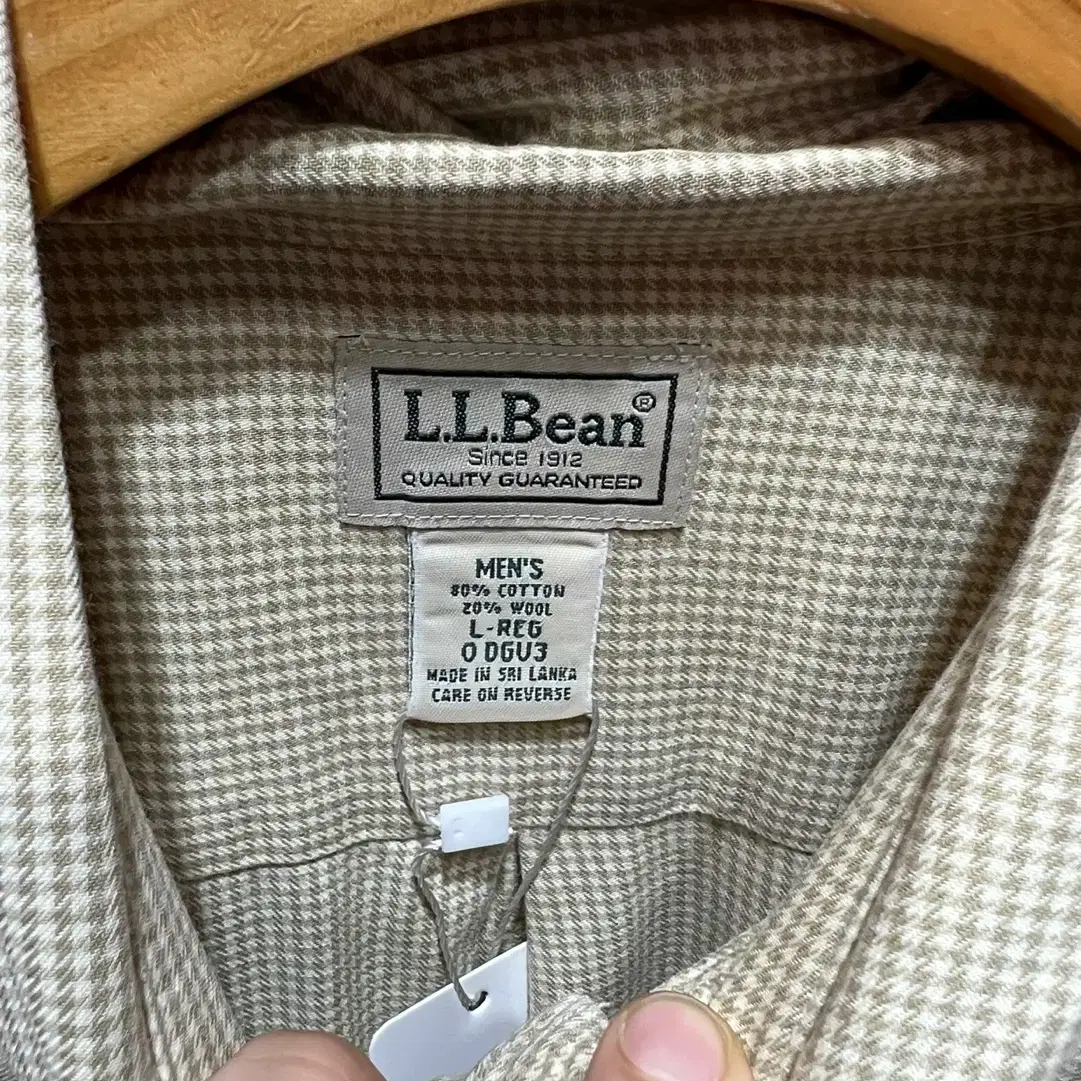 L.L.Bean®
Since 1912
QUALITY GUARANTEED
MEN'S
80% COTTON
20% WOOL
L-REG
0 DGU3
MADE IN SRI LANKA
CARE ON REVERSE